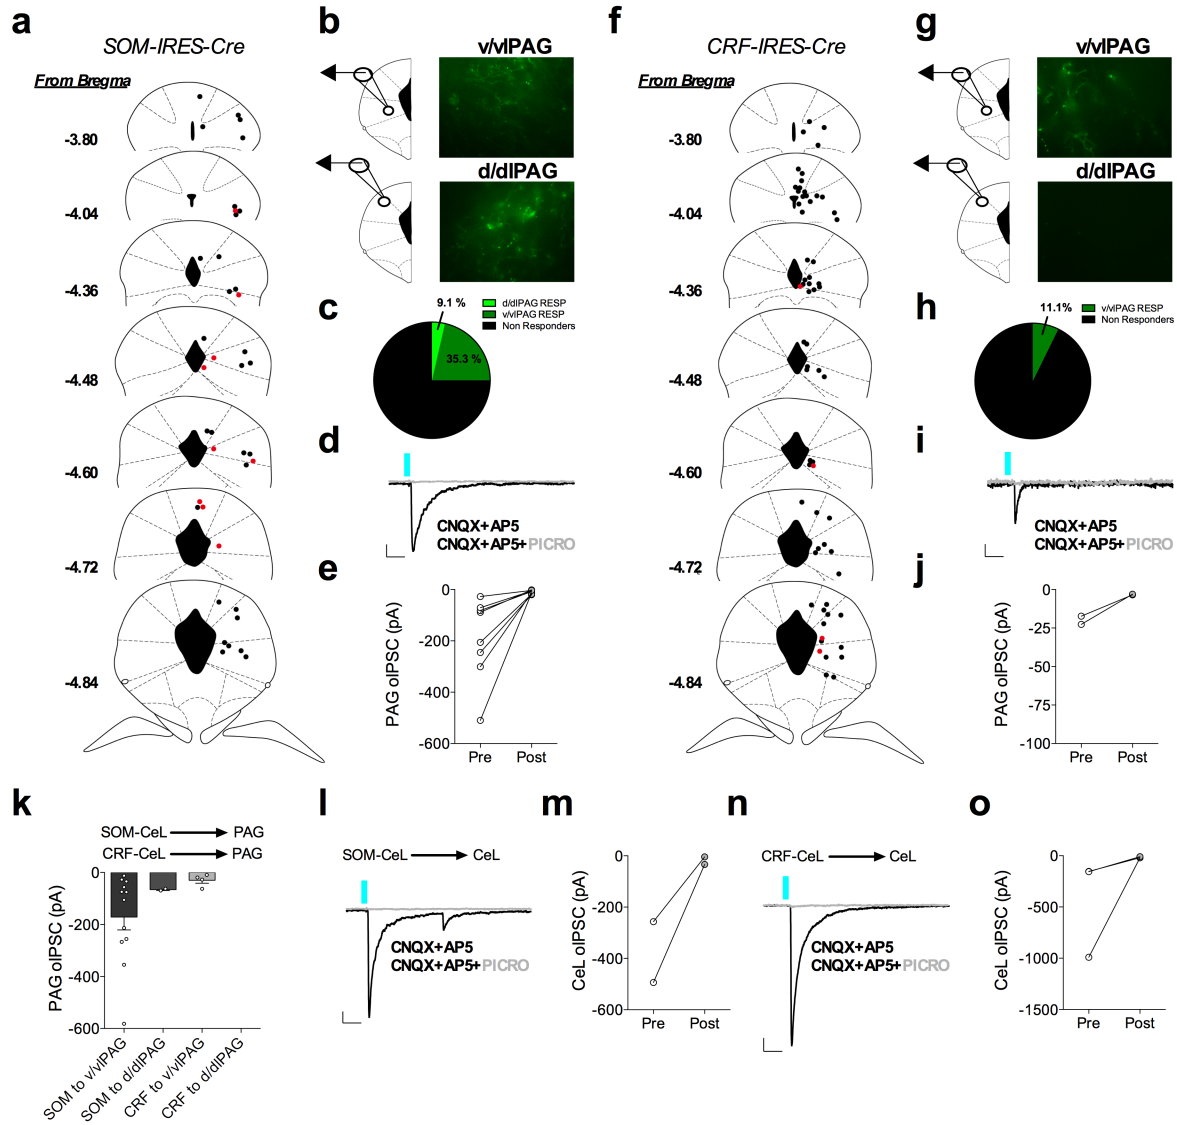 a
SOM-IRES-Cre
From Bregma
-3.80
-4.04
-4.36
-4.48
-4.60
-4.72
-4.84
b
v/vlPAG
d/dlPAG
c
9.1 %
35.3 %
d/dlPAG RESP
v/vlPAG RESP
Non Responders
d
CNQX+AP5
CNQX+AP5+PICRO
e
PAG oIPSC (pA)
0
-200
-400
-600
Pre Post
f
CRF-IRES-Cre
From Bregma
-3.80
-4.04
-4.36
-4.48
-4.60
-4.72
-4.84
g
v/vlPAG
d/dlPAG
h
11.1%
v/vlPAG RESP
Non Responders
i
CNQX+AP5
CNQX+AP5+PICRO
j
PAG oIPSC (pA)
0
-25
-50
-75
-100
Pre Post
k
SOM-CeL PAG
CRF-CeL PAG
PAG oIPSC (pA)
0
-200
-400
-600
SOM to v/vlPAG
SOM to d/dlPAG
CRF to v/vlPAG
CRF to d/dlPAG
l
SOM-CeL CeL
CNQX+AP5
CNQX+AP5+PICRO
m
CeL oIPSC (pA)
0
-200
-400
-600
Pre Post
n
CRF-CeL CeL
CNQX+AP5
CNQX+AP5+PICRO
o
CeL oIPSC (pA)
0
-500
-1000
-1500
Pre Post